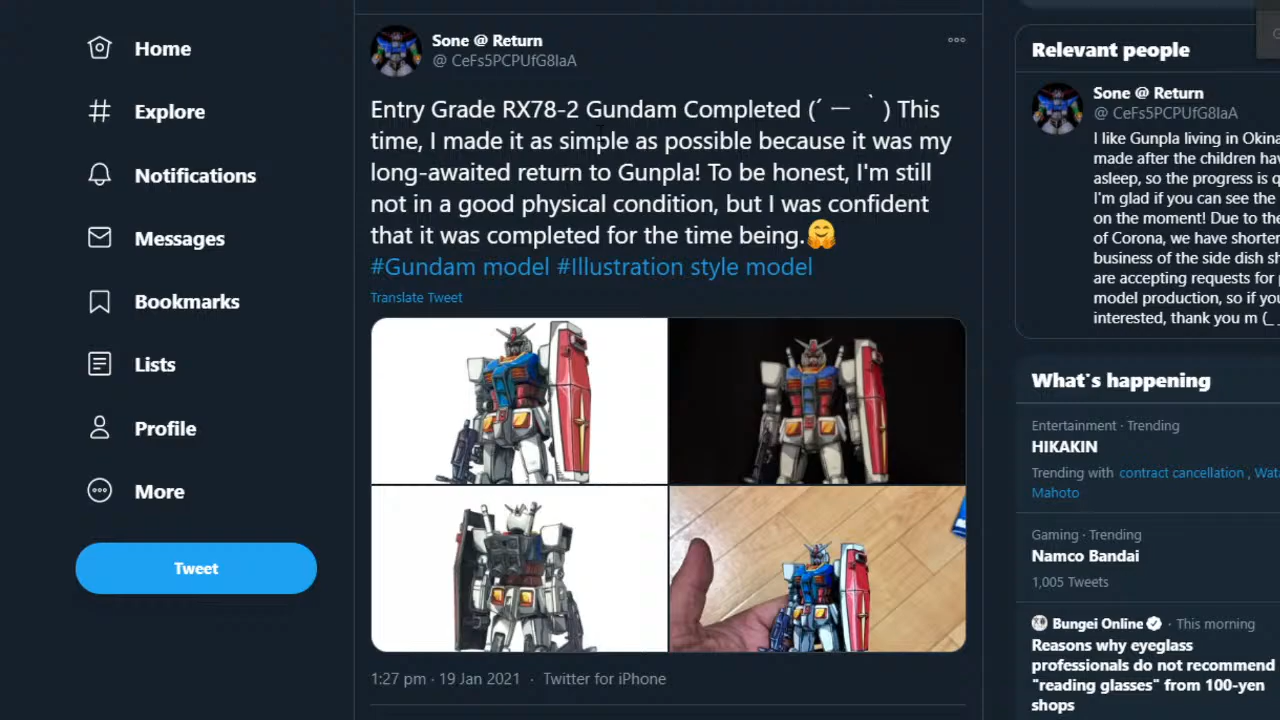 Home
Explore
Notifications
Messages
Bookmarks
Lists
Profile
More
Tweet
Sone @ Return
@ CeFs5PCPUfG8IaA
Entry Grade RX78-2 Gundam Completed (´ ー ｀ ) This
time, I made it as simple as possible because it was my
long-awaited return to Gunpla! To be honest, I'm still
not in a good physical condition, but I was confident
that it was completed for the time being.🤗
#Gundam model #Illustration style model
Translate Tweet
1:27 pm · 19 Jan 2021 · Twitter for iPhone
Relevant people
Sone @ Return
@ CeFs5PCPUfG8IaA
I like Gunpla living in Okina
made after the children hav
asleep, so the progress is q
I'm glad if you can see the
on the moment! Due to the
of Corona, we have shorten
business of the side dish sh
are accepting requests for p
model production, so if you
interested, thank you m (_
What's happening
Entertainment · Trending
HIKAKIN
Trending with contract cancellation , Wata
Mahoto
Gaming · Trending
Namco Bandai
1,005 Tweets
Bungei Online · This morning
Reasons why eyeglass
professionals do not recommend
"reading glasses" from 100-yen
shops